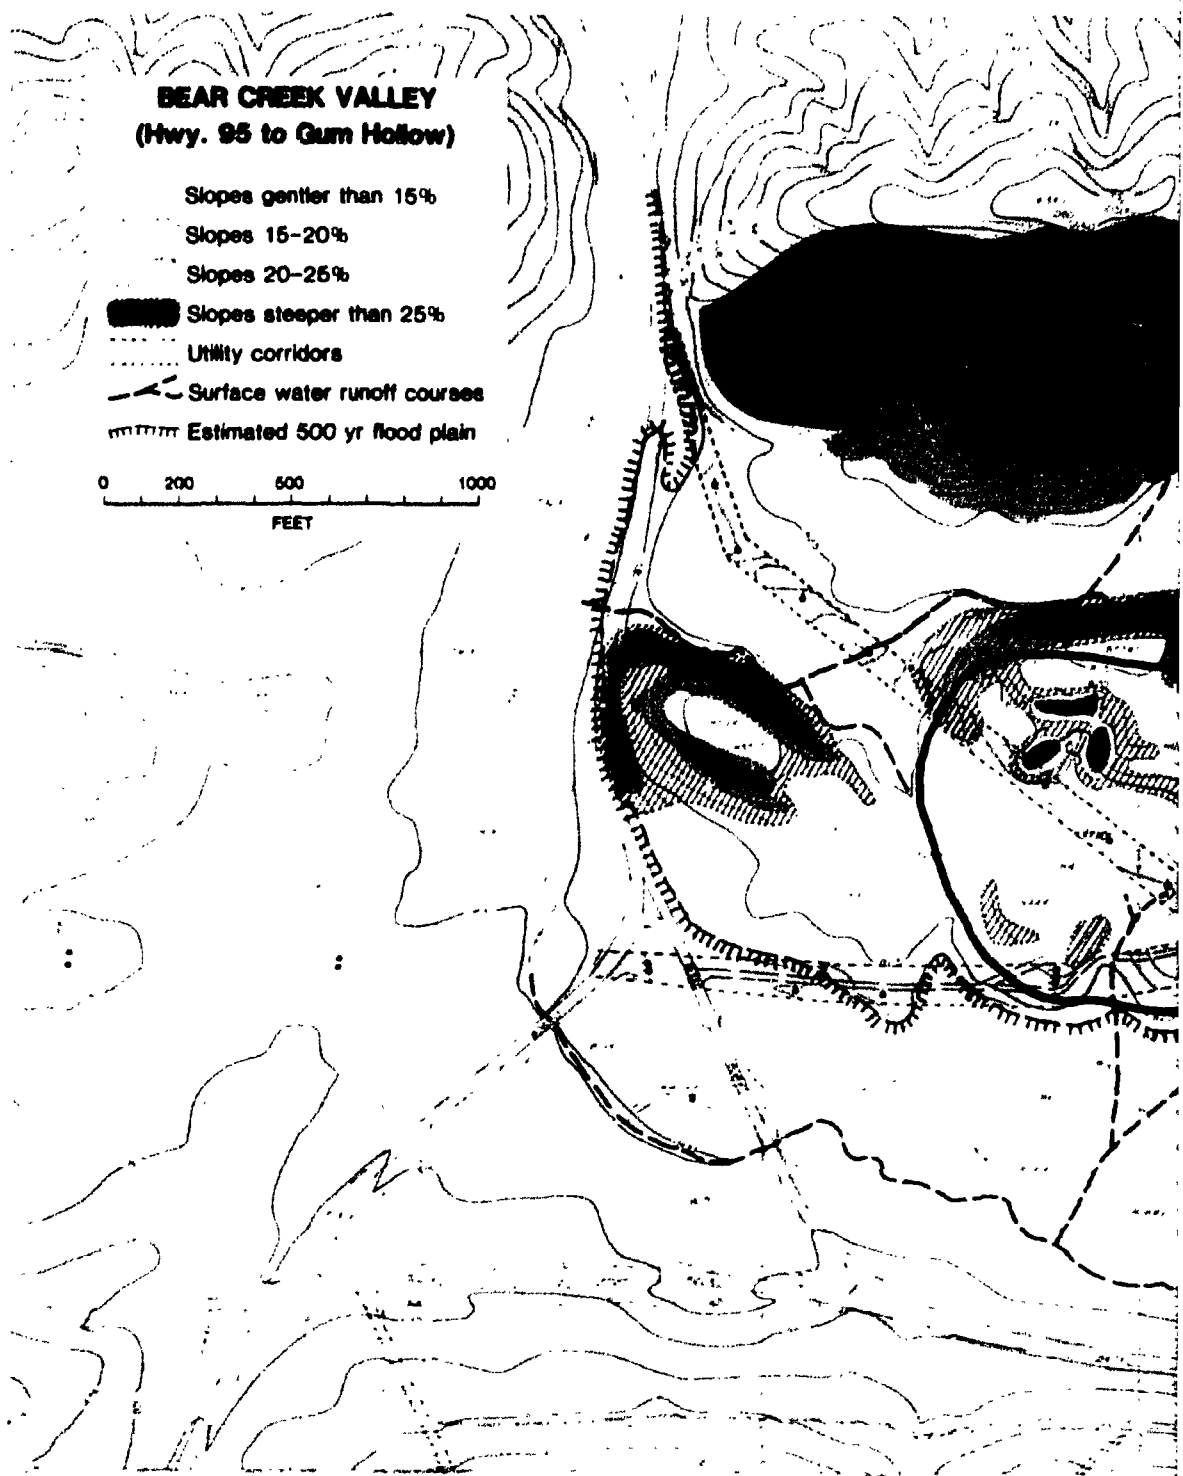 BEAR CREEK VALLEY
(Hwy. 95 to Gum Hollow)
Slopes gentler than 15%
Slopes 15-20%
Slopes 20-25%
Slopes steeper than 25%
Utility corridors
Surface water runoff courses
Estimated 500 yr flood plain
0 200 500 1000
FEET